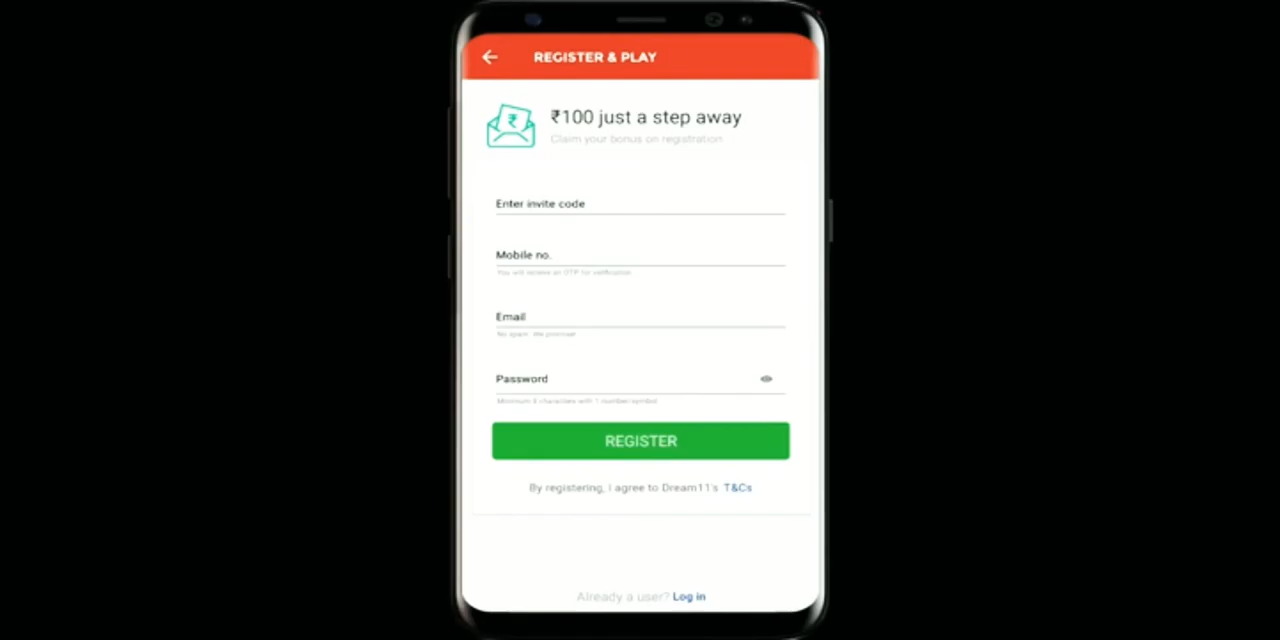 REGISTER & PLAY
₹
₹100 just a step away
Claim your bonus on registration
Enter invite code
Mobile no.
You will receive an OTP for verification
Email
No spam. We promise!
Password
Minimum 8 characters with 1 number/symbol
REGISTER
By registering, I agree to Dream11's T&Cs
Already a user? Log in